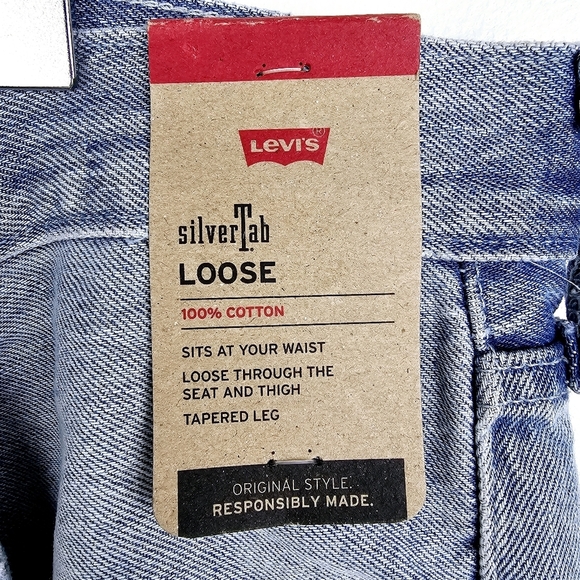 LEVI'S ®
silverTab
LOOSE
100% COTTON
SITS AT YOUR WAIST
LOOSE THROUGH THE
SEAT AND THIGH
TAPERED LEG
ORIGINAL STYLE.
RESPONSIBLY MADE.